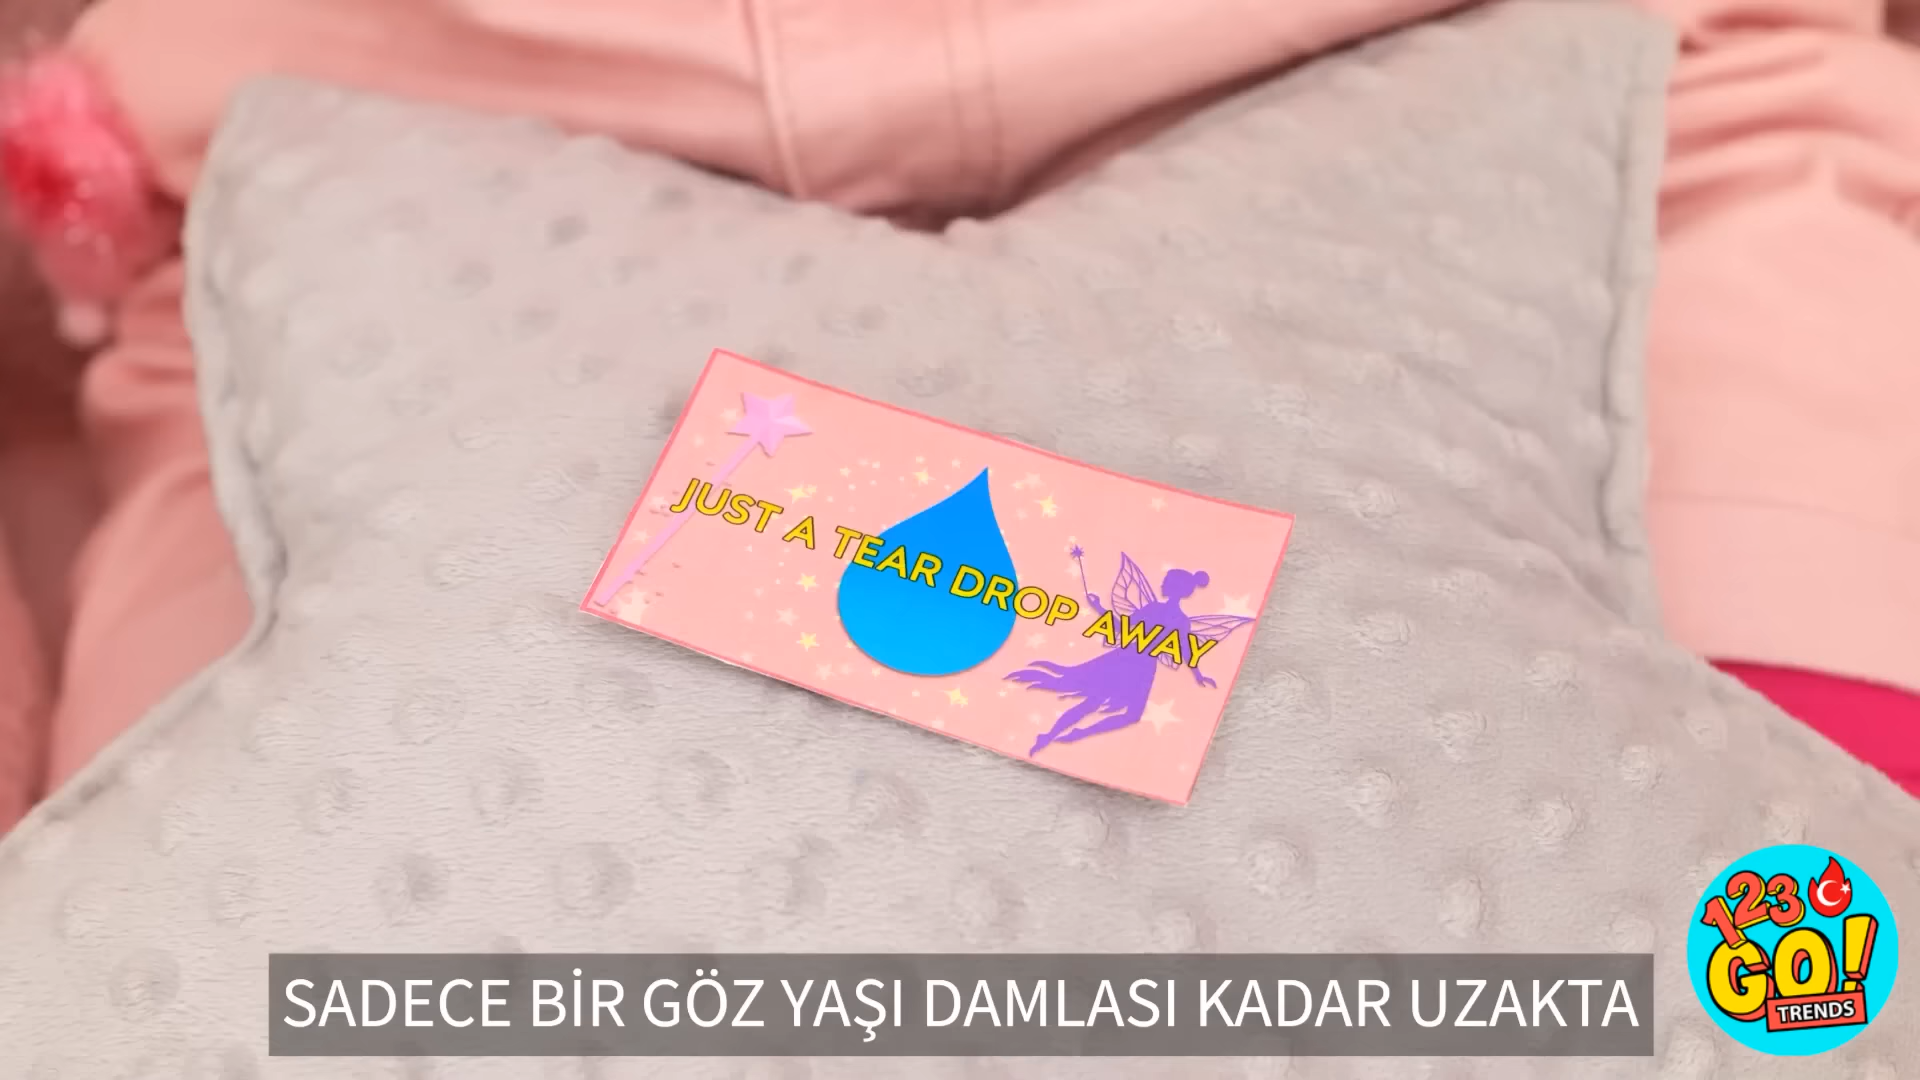 JUST A TEAR DROP AWAY
SADECE BİR GÖZ YAŞI DAMLASI KADAR UZAKTA
123
GO!
TRENDS